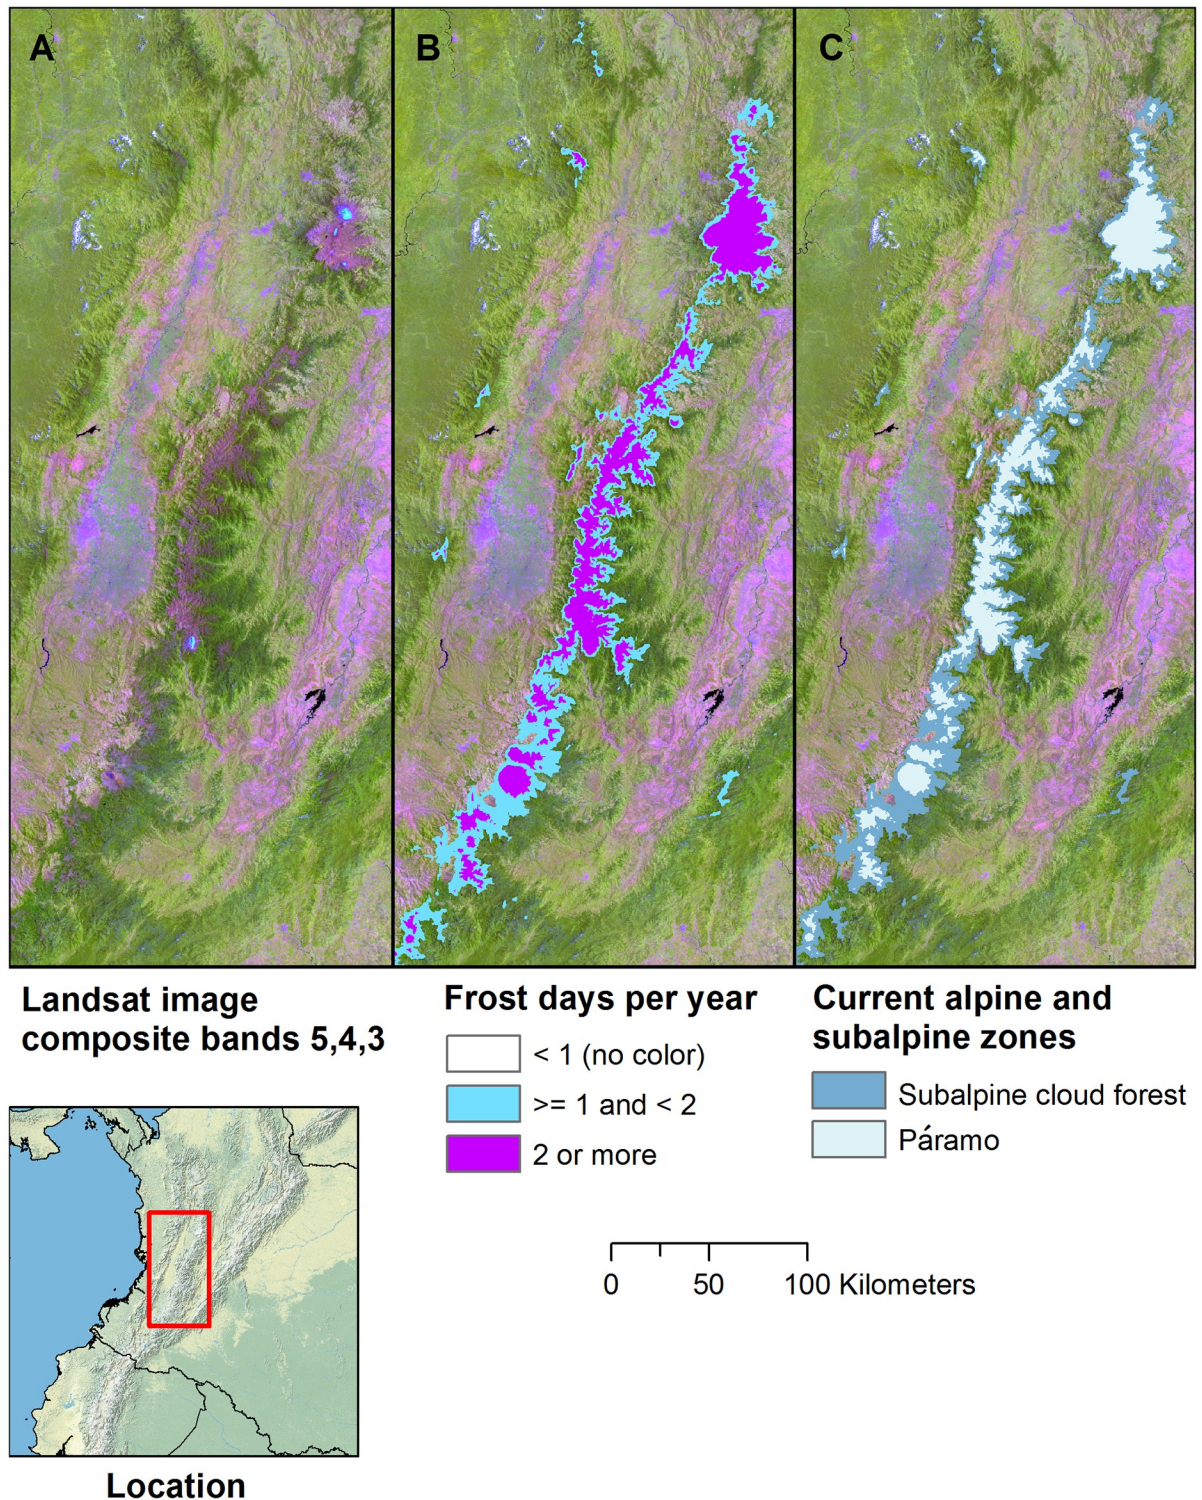 A
B
C
Landsat image
composite bands 5,4,3
Frost days per year
< 1 (no color)
>= 1 and < 2
2 or more
Current alpine and
subalpine zones
Subalpine cloud forest
Páramo
0 50 100 Kilometers
Location